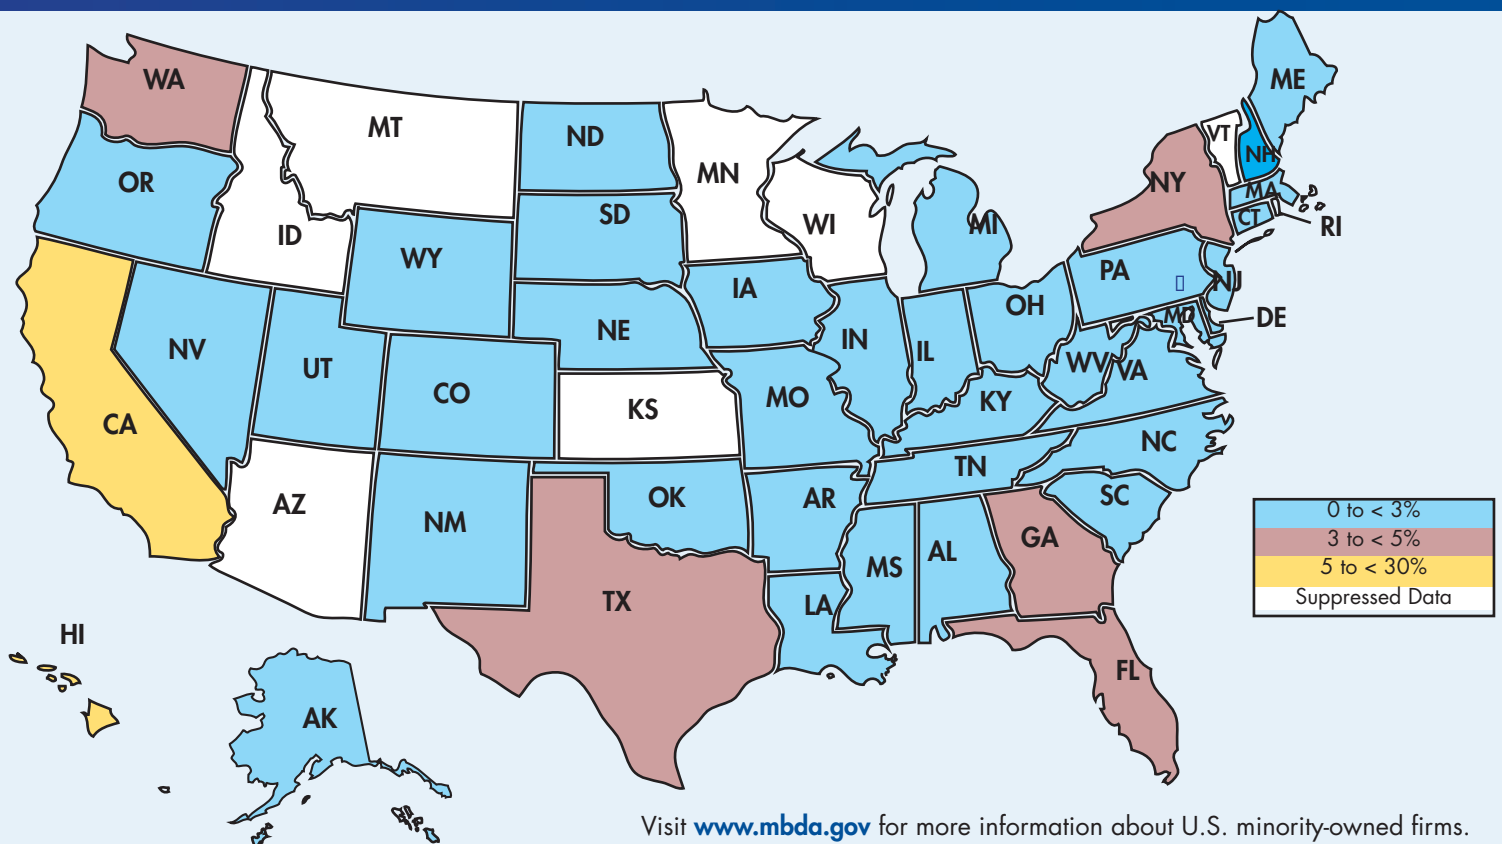 ME
WA
MT
ND
VT
NH
MN
OR
NY
MA
SD
WI
MI
CT
RI
ID
WY
PA
NJ
IA
OH
DE
MD
NE
NV
IN
IL
WV
VA
UT
CO
MO
KY
KS
CA
NC
TN
AZ
OK
AR
SC
NM
0 to < 3%
GA
3 to < 5%
AL
MS
5 to < 30%
Suppressed Data
TX
LA
HI
FL
AK
Visit www.mbda.gov for more information about U.S. minority-owned firms.